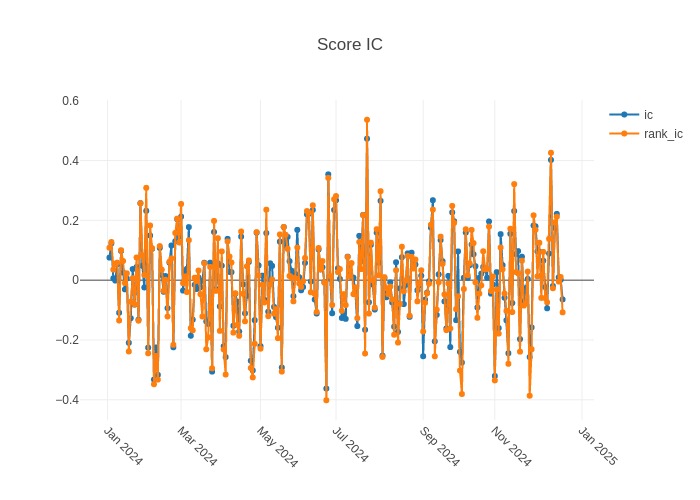 Score IC
ic
rank_ic
0.6
0.4
0.2
0
−0.2
−0.4
Jan 2024
Mar 2024
May 2024
Jul 2024
Sep 2024
Nov 2024
Jan 2025